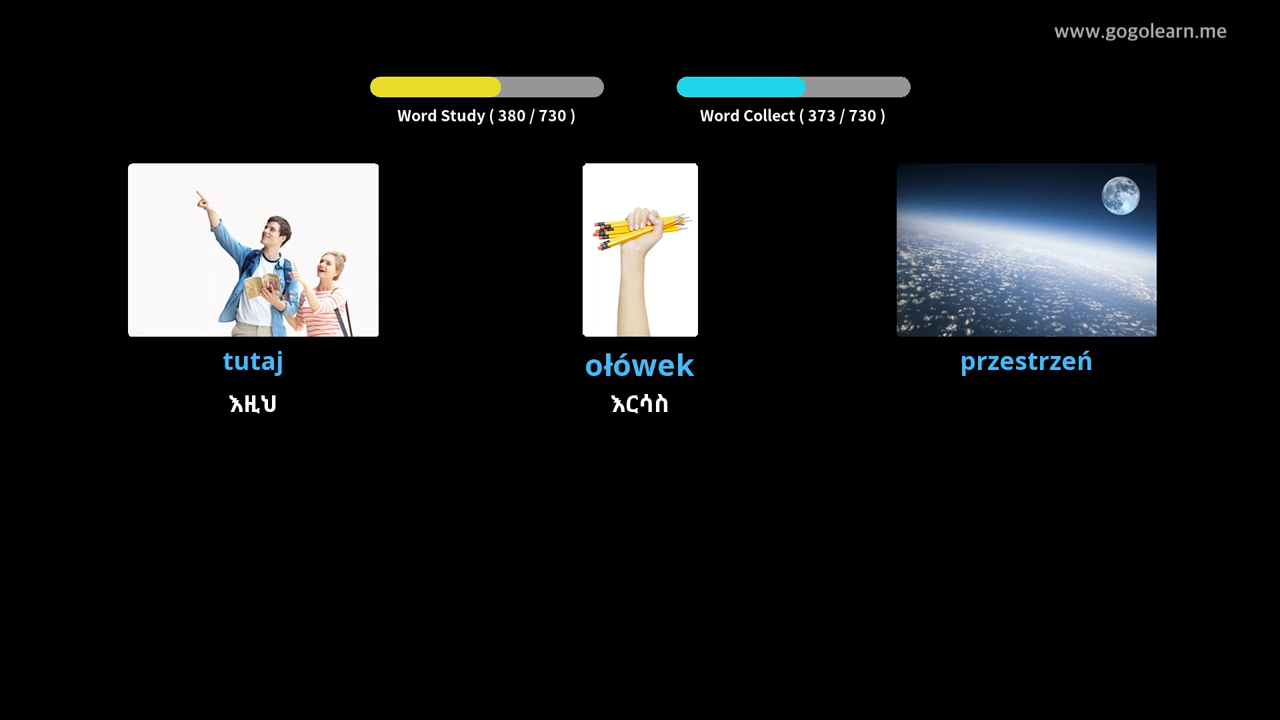 www.gogolearn.me
Word Study ( 380 / 730 )
Word Collect ( 373 / 730 )
tutaj
ołówek
przestrzeń
እዚህ
እርሳስ